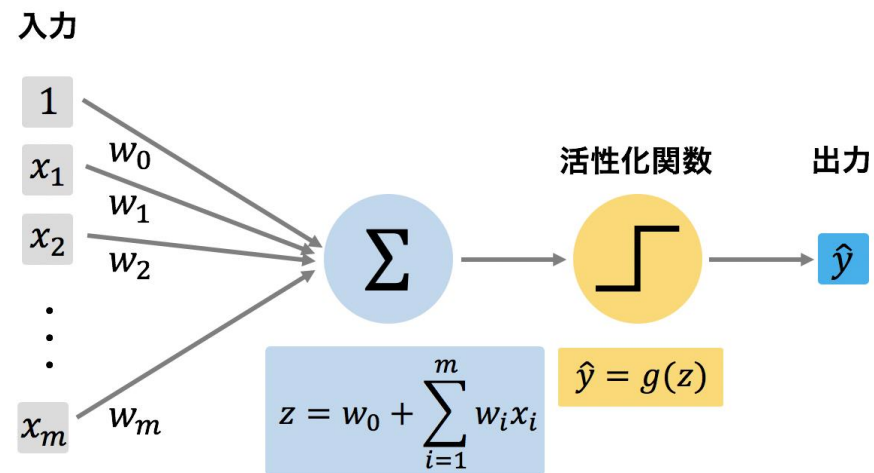 入力
1
x₁
x₂
⋮
xₘ
w₀
w₁
w₂
wₘ
Σ
z = w₀ + ∑ᵢ₌₁ᵐ wᵢxᵢ
活性化関数
ŷ = g(z)
出力
ŷ